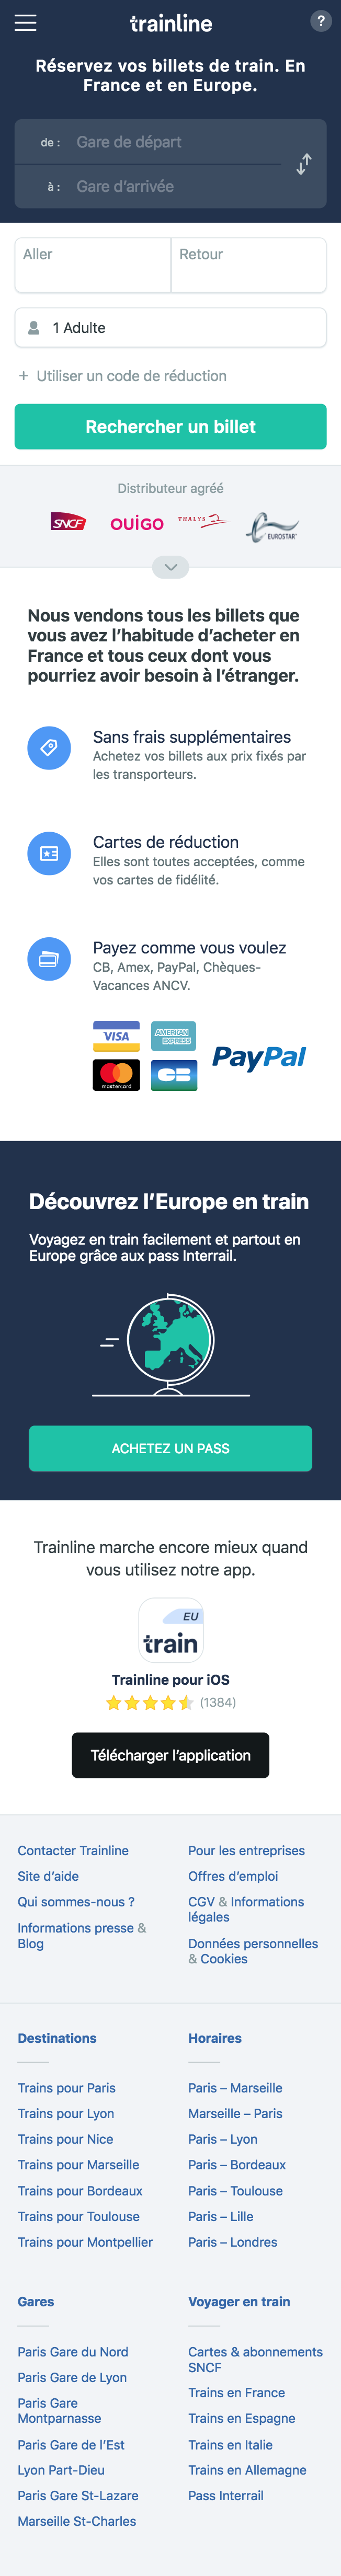 trainline
?
Réservez vos billets de train. En
France et en Europe.
de :
Gare de départ
à :
Gare d’arrivée
Aller
Retour
1 Adulte
+ Utiliser un code de réduction
Rechercher un billet
Distributeur agréé
SNCF
OUIGO
THALYS
EUROSTAR
Nous vendons tous les billets que
vous avez l’habitude d’acheter en
France et tous ceux dont vous
pourriez avoir besoin à l’étranger.
Sans frais supplémentaires
Achetez vos billets aux prix fixés par
les transporteurs.
Cartes de réduction
Elles sont toutes acceptées, comme
vos cartes de fidélité.
Payez comme vous voulez
CB, Amex, PayPal, Chèques-
Vacances ANCV.
VISA
AMERICAN
EXPRESS
PayPal
mastercard
CB
Découvrez l’Europe en train
Voyagez en train facilement et partout en
Europe grâce aux pass Interrail.
ACHETEZ UN PASS
Trainline marche encore mieux quand
vous utilisez notre app.
EU
train
Trainline pour iOS
(1384)
Télécharger l’application
Contacter Trainline
Site d’aide
Qui sommes-nous ?
Informations presse &
Blog
Pour les entreprises
Offres d’emploi
CGV & Informations
légales
Données personnelles
& Cookies
Destinations
Trains pour Paris
Trains pour Lyon
Trains pour Nice
Trains pour Marseille
Trains pour Bordeaux
Trains pour Toulouse
Trains pour Montpellier
Horaires
Paris – Marseille
Marseille – Paris
Paris – Lyon
Paris – Bordeaux
Paris – Toulouse
Paris – Lille
Paris – Londres
Gares
Paris Gare du Nord
Paris Gare de Lyon
Paris Gare
Montparnasse
Paris Gare de l’Est
Lyon Part-Dieu
Paris Gare St-Lazare
Marseille St-Charles
Voyager en train
Cartes & abonnements
SNCF
Trains en France
Trains en Espagne
Trains en Italie
Trains en Allemagne
Pass Interrail